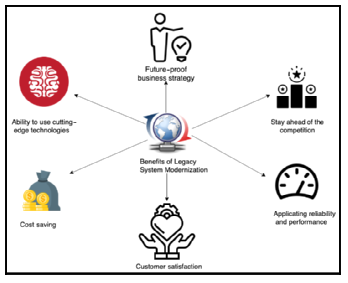 Future-proof
business strategy
Ability to use cutting-
edge technologies
Stay ahead of the
competition
Benefits of Legacy
System Modernization
Cost saving
Applicating reliability
and performance
Customer satisfaction